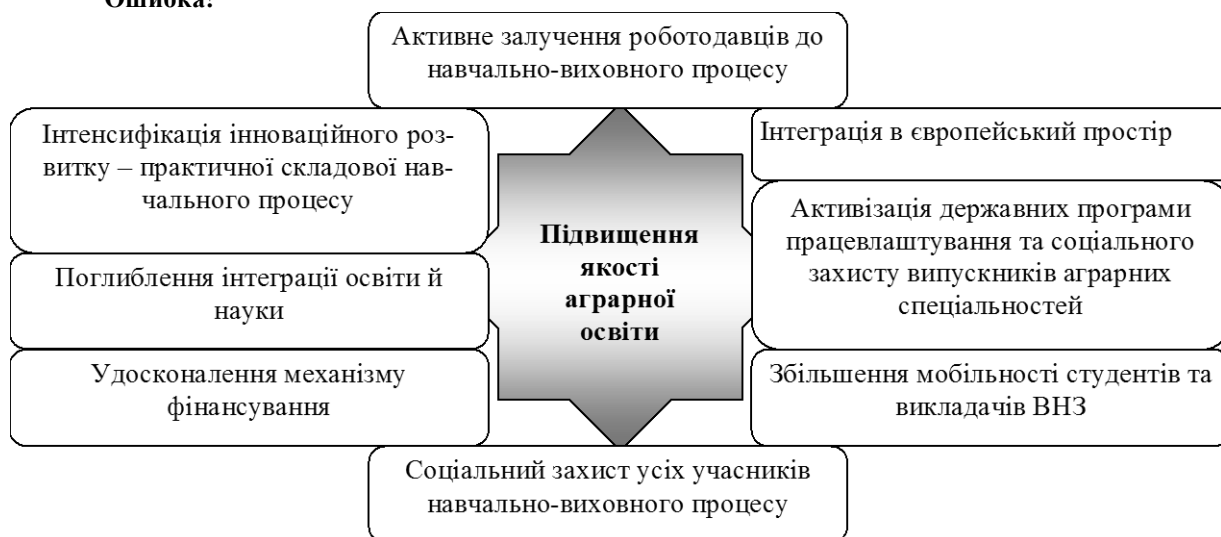 Ошибка!
Активне залучення роботодавців до
навчально-виховного процесу
Інтенсифікація інноваційного роз-
витку – практичної складової нав-
чального процесу
Поглиблення інтеграції освіти й
науки
Удосконалення механізму
фінансування
Підвищення
якості
аграрної
освіти
Інтеграція в європейський простір
Активізація державних програми
працевлаштування та соціального
захисту випускників аграрних
спеціальностей
Збільшення мобільності студентів та
викладачів ВНЗ
Соціальний захист усіх учасників
навчально-виховного процесу